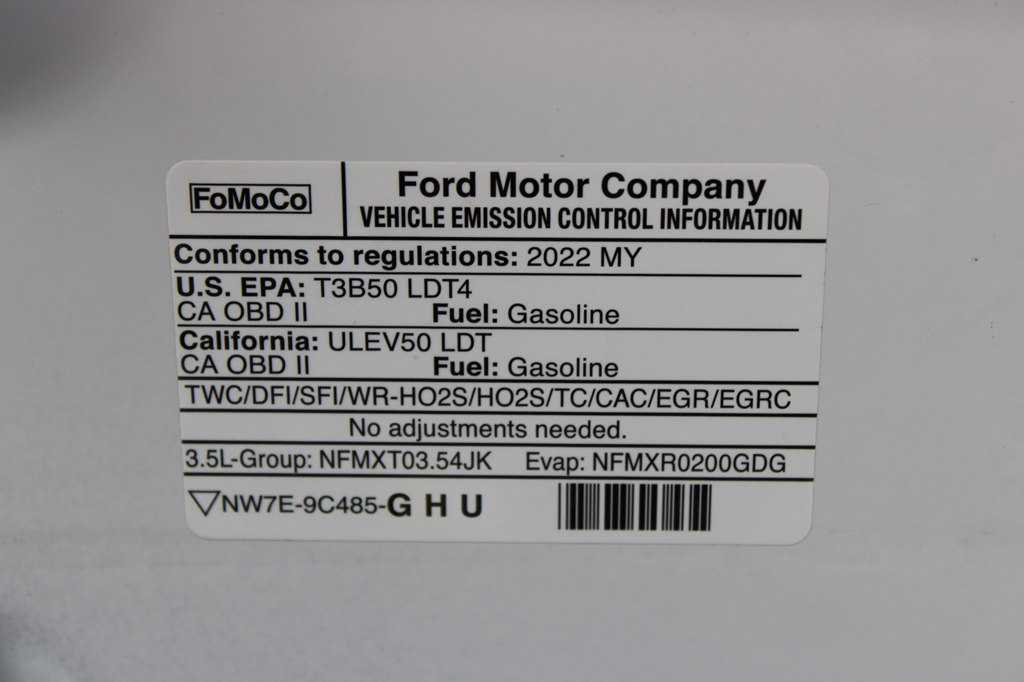 FoMoCo
Ford Motor Company
VEHICLE EMISSION CONTROL INFORMATION
Conforms to regulations: 2022 MY
U.S. EPA: T3B50 LDT4
CA OBD II Fuel: Gasoline
California: ULEV50 LDT
CA OBD II Fuel: Gasoline
TWC/DFI/SFI/WR-HO2S/HO2S/TC/CAC/EGR/EGRC
No adjustments needed.
3.5L-Group: NFMXT03.54JK Evap: NFMXR0200GDG
NW7E-9C485-G H U